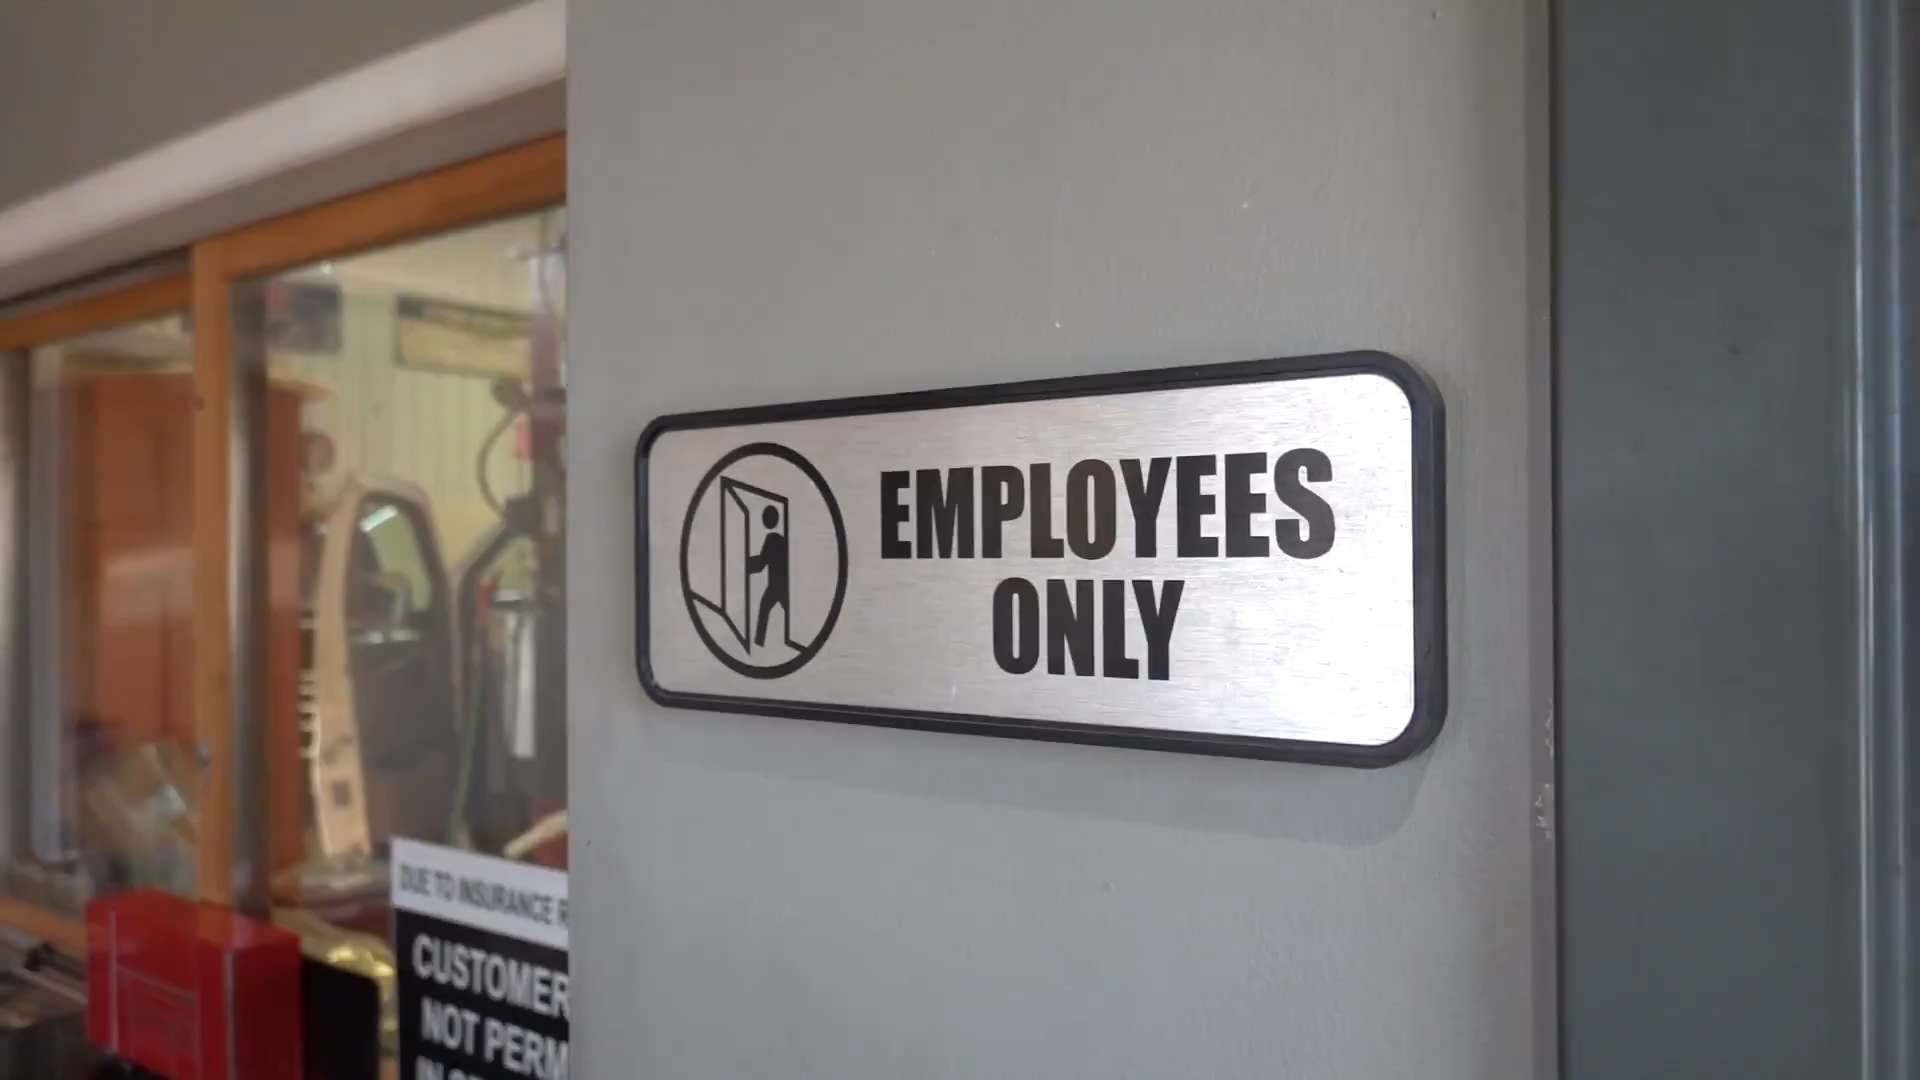 EMPLOYEES
ONLY
DUE TO INSURANCE
CUSTOMER
NOT PERM